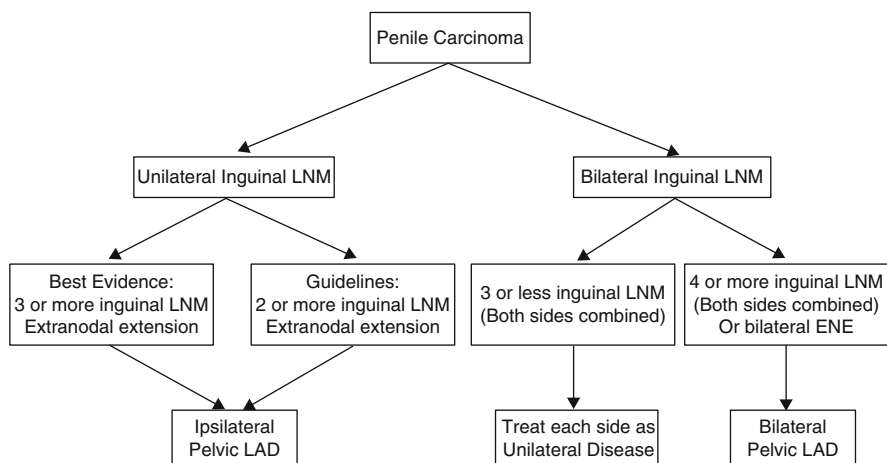 Penile Carcinoma
Unilateral Inguinal LNM
Bilateral Inguinal LNM
Best Evidence:
3 or more inguinal LNM
Extranodal extension
Guidelines:
2 or more inguinal LNM
Extranodal extension
3 or less inguinal LNM
(Both sides combined)
4 or more inguinal LNM
(Both sides combined)
Or bilateral ENE
Ipsilateral
Pelvic LAD
Treat each side as
Unilateral Disease
Bilateral
Pelvic LAD